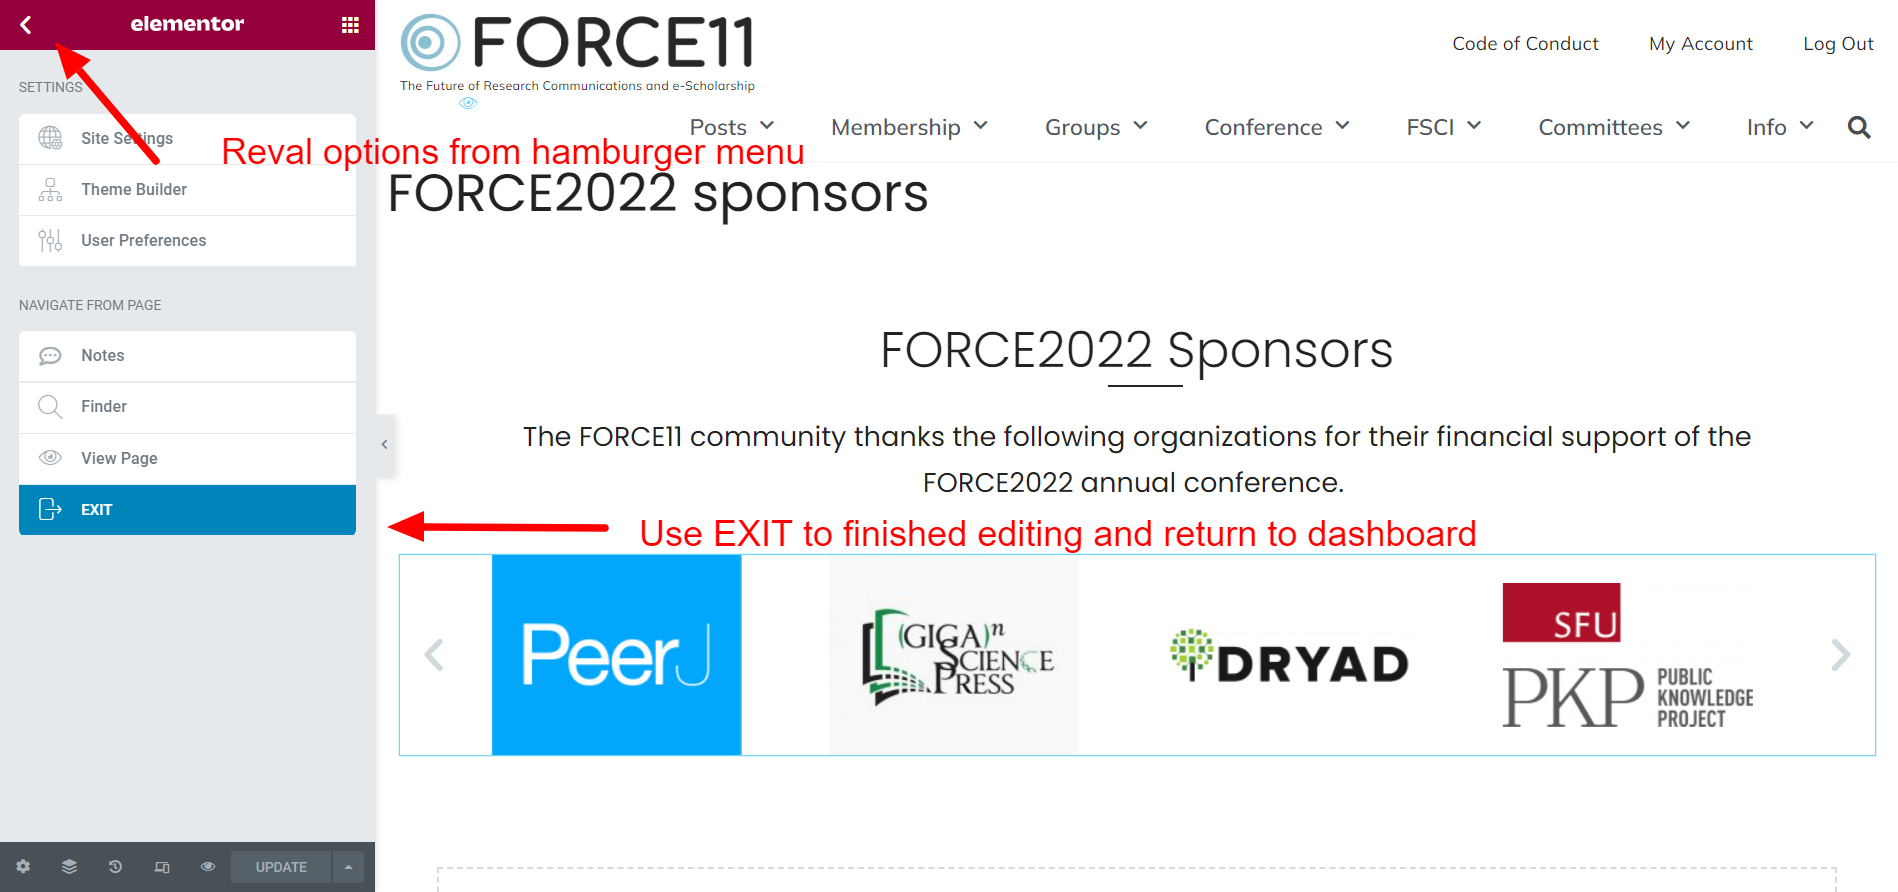 elementor
SETTINGS
Site Settings
Theme Builder
User Preferences
NAVIGATE FROM PAGE
Notes
Finder
View Page
EXIT
UPDATE
FORCE11
The Future of Research Communications and e-Scholarship
Code of Conduct My Account Log Out
Posts Membership Groups Conference FSCI Committees Info
Reval options from hamburger menu
FORCE2022 sponsors
FORCE2022 Sponsors
The FORCE11 community thanks the following organizations for their financial support of the
FORCE2022 annual conference.
Use EXIT to finished editing and return to dashboard
PeerJ
(GIGA)n
SCIENCE
PRESS
DRYAD
SFU
PKP
PUBLIC
KNOWLEDGE
PROJECT